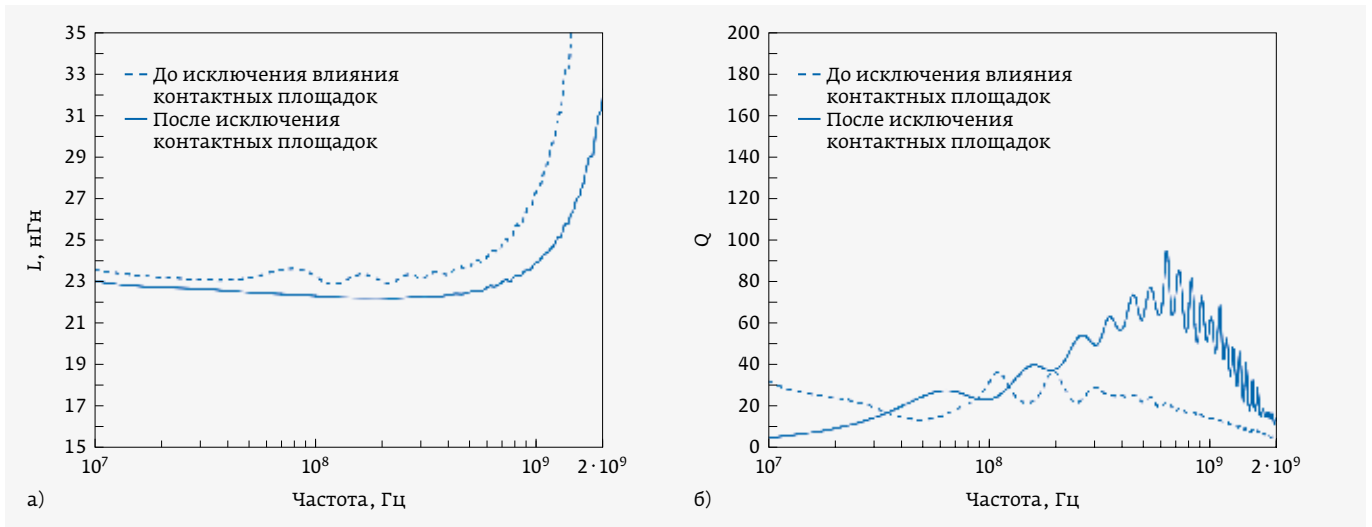 35
33
31
29
27
25
23
21
19
17
15
L, нГн
До исключения влияния
контактных площадок
После исключения
контактных площадок
10⁷
10⁸
10⁹
2·10⁹
Частота, Гц
а)
200
180
160
140
120
100
80
60
40
20
0
Q
До исключения влияния
контактных площадок
После исключения
контактных площадок
10⁷
10⁸
10⁹
2·10⁹
Частота, Гц
б)